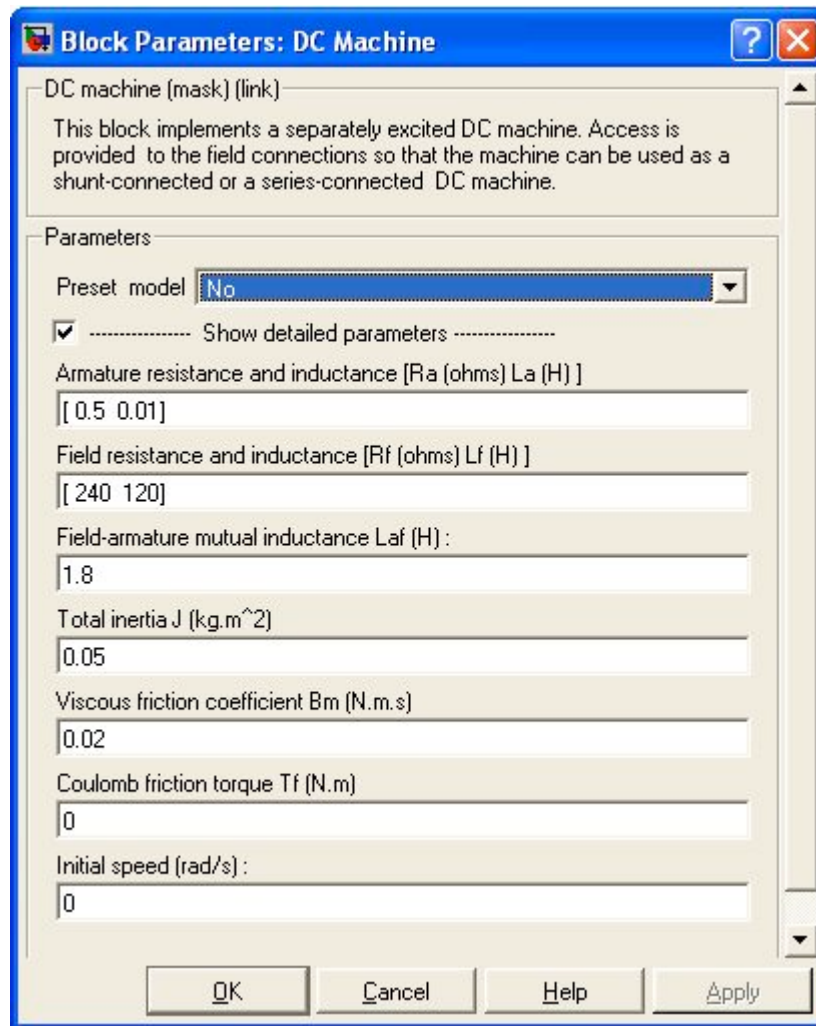 Block Parameters: DC Machine
DC machine (mask) (link)
This block implements a separately excited DC machine. Access is
provided to the field connections so that the machine can be used as a
shunt-connected or a series-connected DC machine.
Parameters
Preset model No
---------------- Show detailed parameters ----------------
Armature resistance and inductance [Ra (ohms) La (H) ]
[ 0.5 0.01]
Field resistance and inductance [Rf (ohms) Lf (H) ]
[ 240 120]
Field-armature mutual inductance Laf (H) :
1.8
Total inertia J (kg.m^2)
0.05
Viscous friction coefficient Bm (N.m.s)
0.02
Coulomb friction torque Tf (N.m)
0
Initial speed (rad/s) :
0
OK Cancel Help Apply